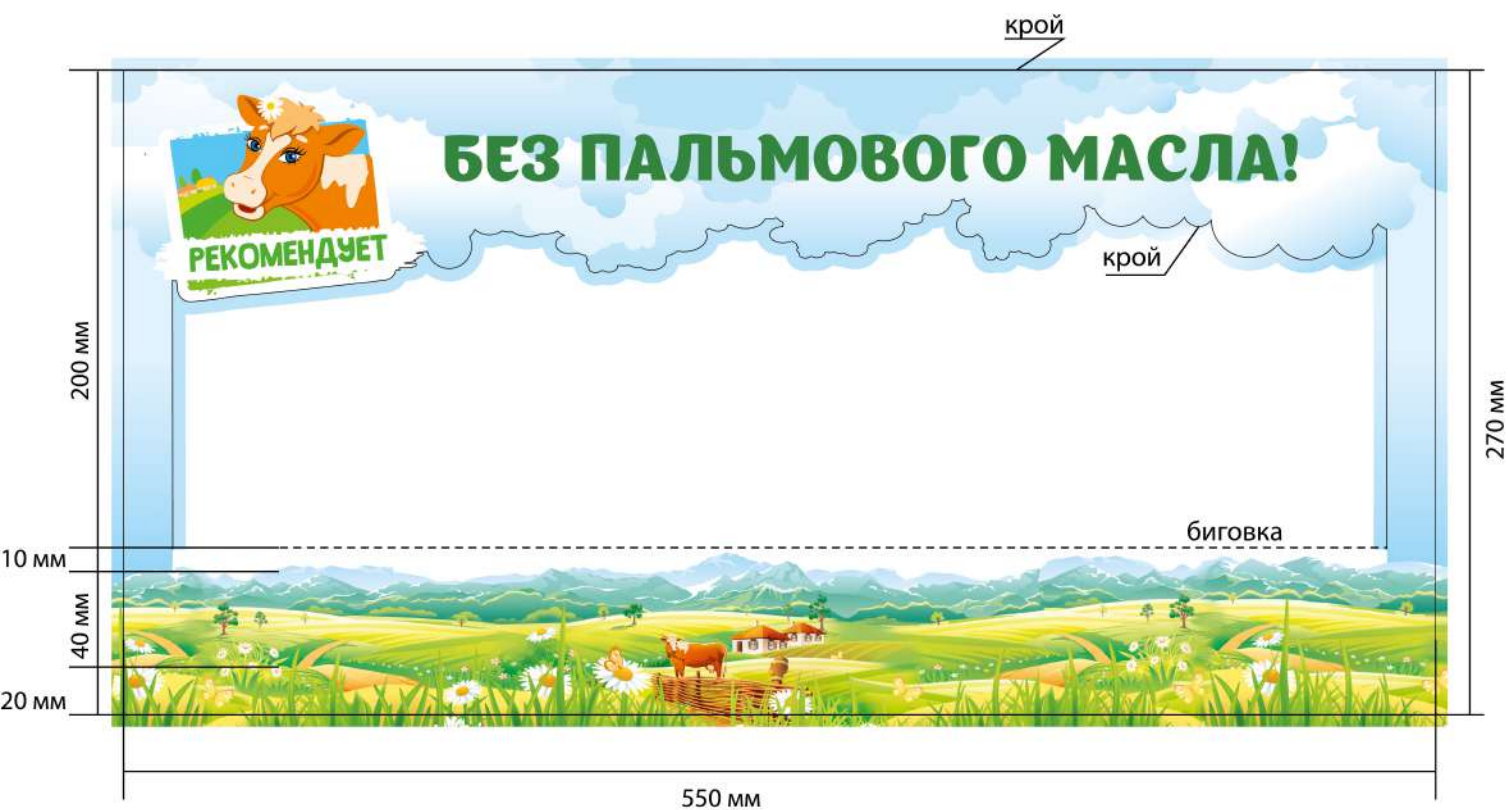 крой
БЕЗ ПАЛЬМОВОГО МАСЛА!
РЕКОМЕНДУЕТ
крой
200 мм
270 мм
биговка
10 мм
40 мм
20 мм
550 мм